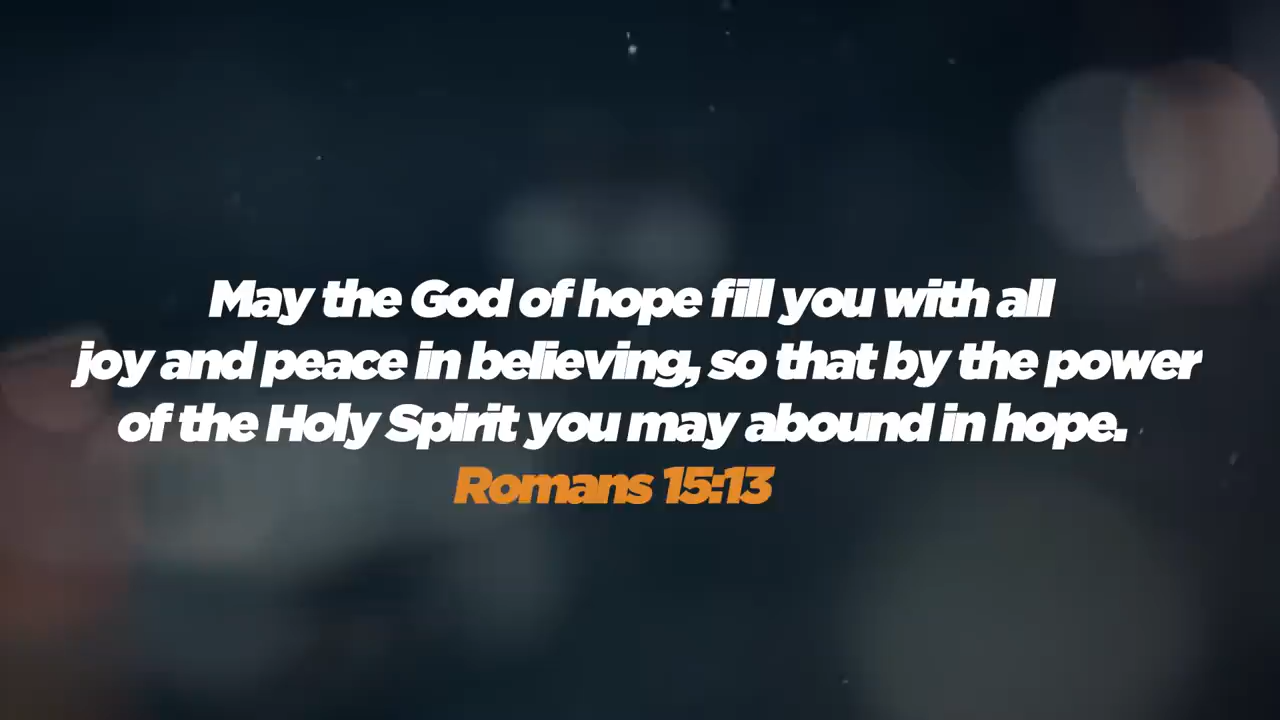 May the God of hope fill you with all
joy and peace in believing, so that by the power
of the Holy Spirit you may abound in hope.
Romans 15:13